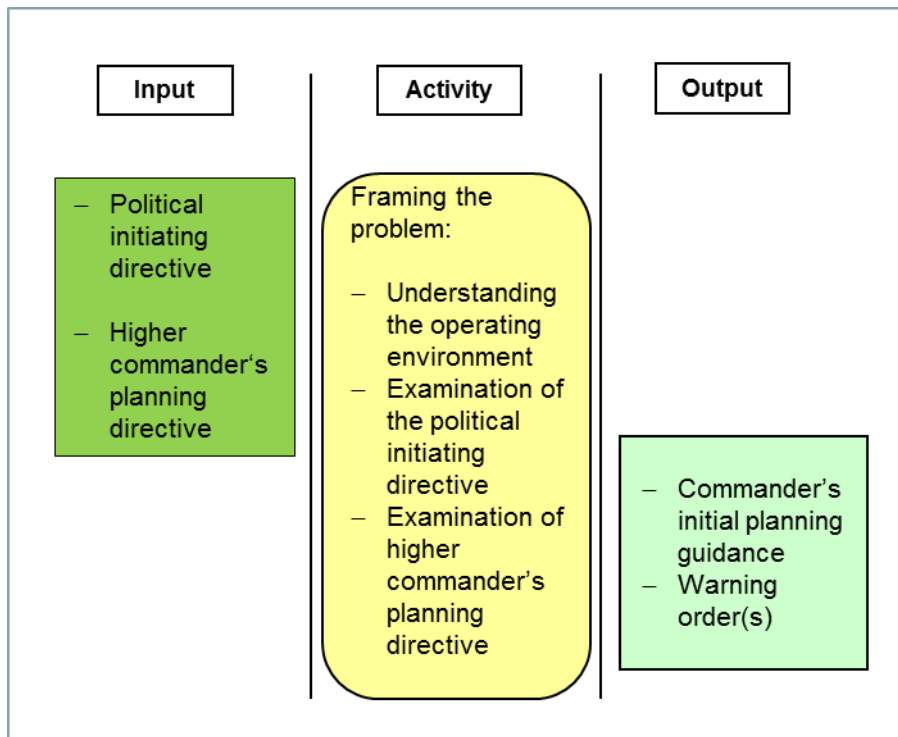 Input
Activity
Output
– Political
initiating
directive
– Higher
commander‘s
planning
directive
Framing the
problem:
– Understanding
the operating
environment
– Examination of
the political
initiating
directive
– Examination of
higher
commander’s
planning
directive
– Commander’s
initial planning
guidance
– Warning
order(s)